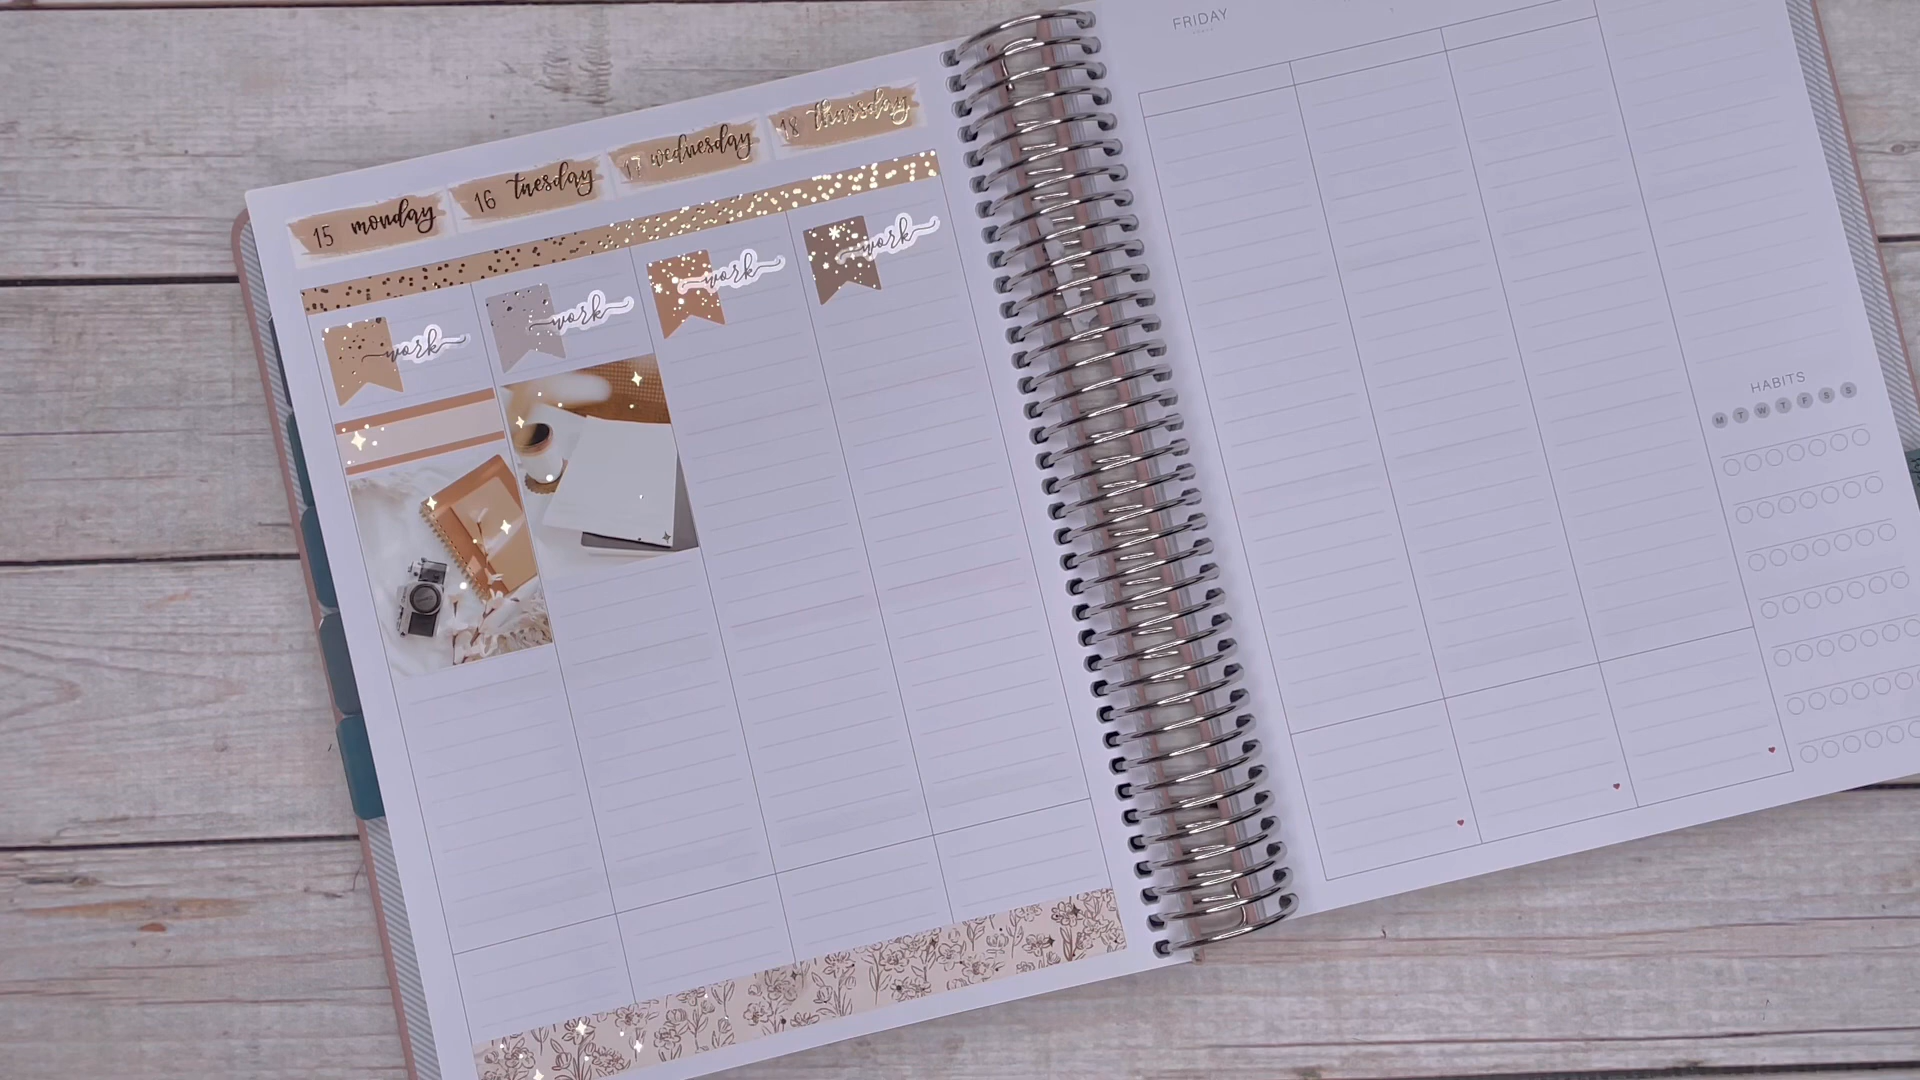 15 monday
16 tuesday
17 wednesday
18 thursday
work
work
work
work
FRIDAY
HABITS
M T W T F S S